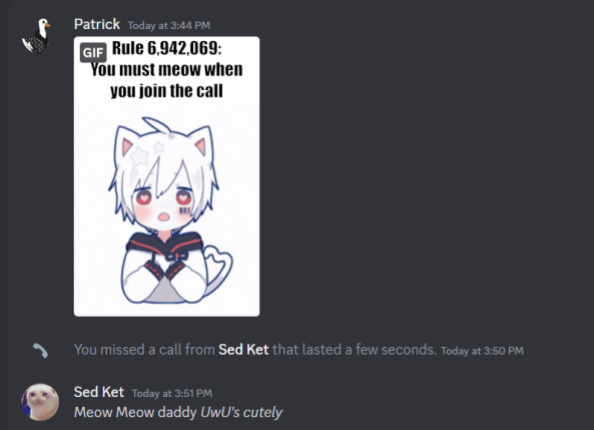 Patrick Today at 3:44 PM
GIF Rule 6,942,069:
You must meow when
you join the call
You missed a call from Sed Ket that lasted a few seconds. Today at 3:50 PM
Sed Ket Today at 3:51 PM
Meow Meow daddy UwU's cutely